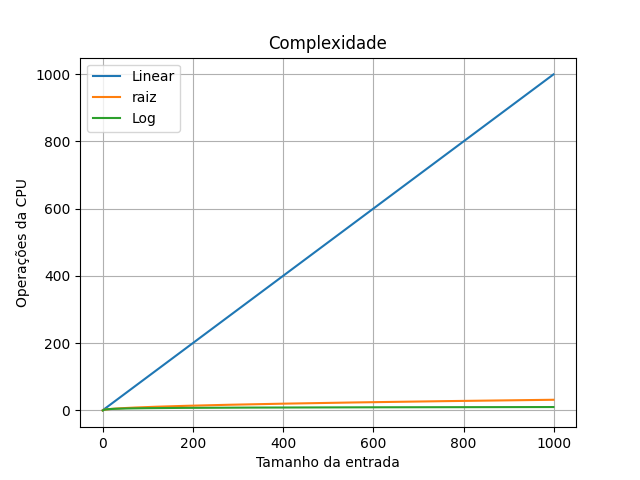 Complexidade
Linear
raiz
Log
1000
800
600
400
200
0
Operações da CPU
0 200 400 600 800 1000
Tamanho da entrada